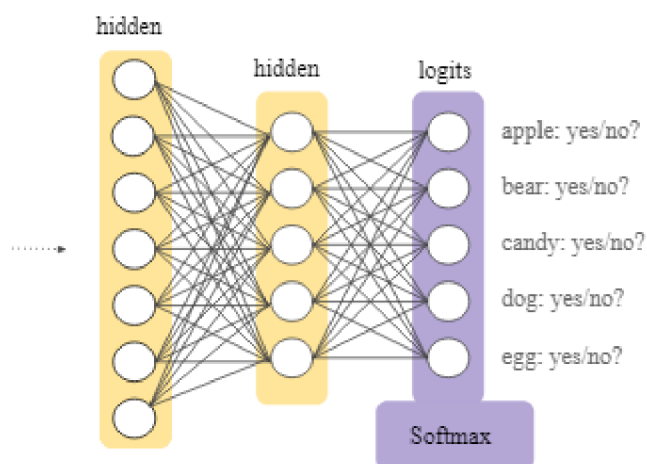 hidden
hidden
logits
apple: yes/no?
bear: yes/no?
candy: yes/no?
dog: yes/no?
egg: yes/no?
Softmax